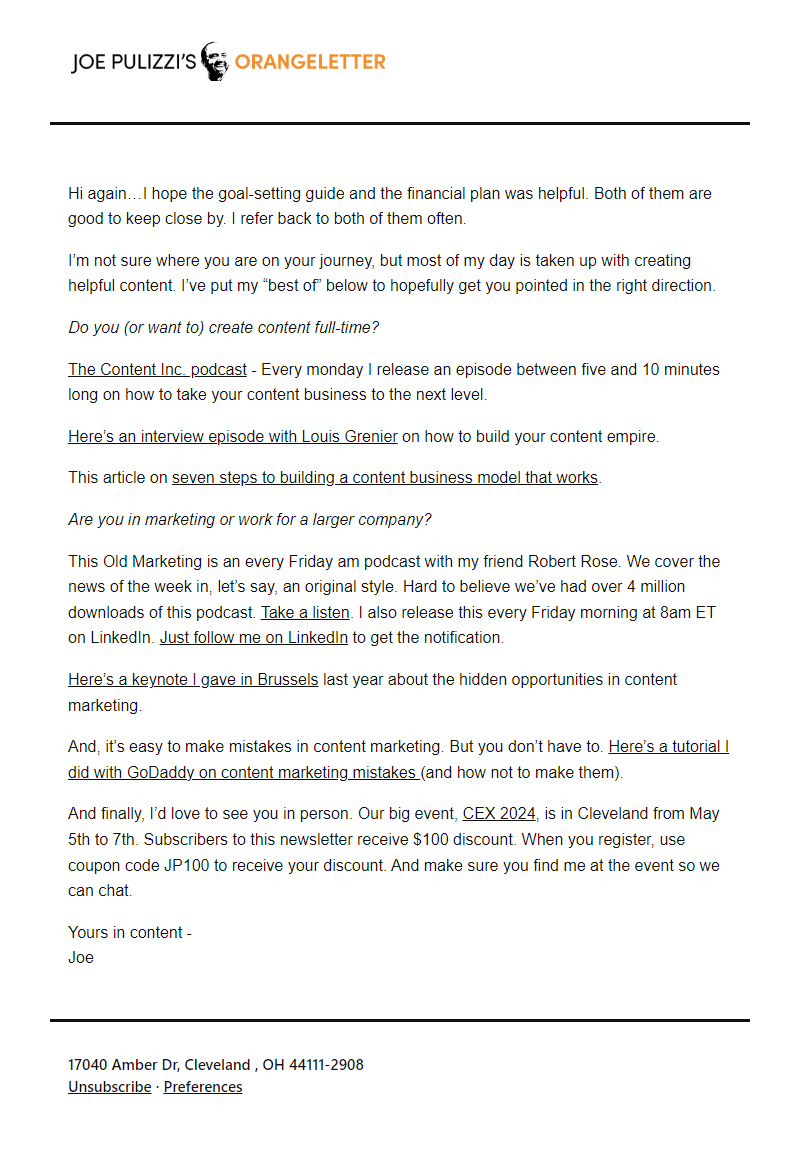 JOE PULIZZI'S ORANGELETTER
Hi again…I hope the goal-setting guide and the financial plan was helpful. Both of them are
good to keep close by. I refer back to both of them often.
I’m not sure where you are on your journey, but most of my day is taken up with creating
helpful content. I’ve put my “best of” below to hopefully get you pointed in the right direction.
Do you (or want to) create content full-time?
The Content Inc. podcast - Every monday I release an episode between five and 10 minutes
long on how to take your content business to the next level.
Here’s an interview episode with Louis Grenier on how to build your content empire.
This article on seven steps to building a content business model that works.
Are you in marketing or work for a larger company?
This Old Marketing is an every Friday am podcast with my friend Robert Rose. We cover the
news of the week in, let’s say, an original style. Hard to believe we’ve had over 4 million
downloads of this podcast. Take a listen. I also release this every Friday morning at 8am ET
on LinkedIn. Just follow me on LinkedIn to get the notification.
Here’s a keynote I gave in Brussels last year about the hidden opportunities in content
marketing.
And, it’s easy to make mistakes in content marketing. But you don’t have to. Here’s a tutorial I
did with GoDaddy on content marketing mistakes (and how not to make them).
And finally, I’d love to see you in person. Our big event, CEX 2024, is in Cleveland from May
5th to 7th. Subscribers to this newsletter receive $100 discount. When you register, use
coupon code JP100 to receive your discount. And make sure you find me at the event so we
can chat.
Yours in content -
Joe
17040 Amber Dr, Cleveland , OH 44111-2908
Unsubscribe · Preferences